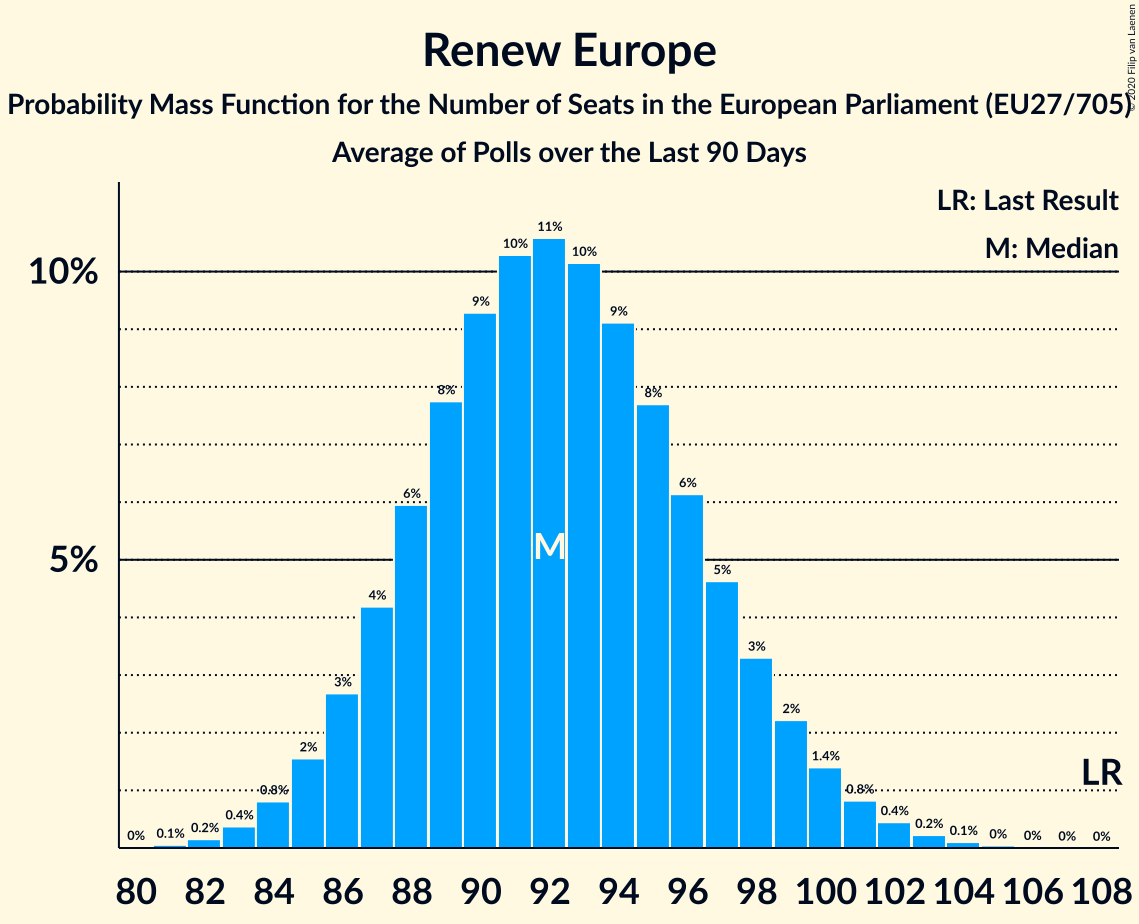 Renew Europe
Probability Mass Function for the Number of Seats in the European Parliament (EU27/705)
Average of Polls over the Last 90 Days
© 2020 Filip van Laenen
LR: Last Result
M: Median
10%
5%
0% 0.1% 0.2% 0.4% 0.8% 2% 3% 4% 6% 8% 9% 10% 11% 10% 9% 8% 6% 5% 3% 2% 1.4% 0.8% 0.4% 0.2% 0.1% 0% 0% 0% 0%
M
LR
80 82 84 86 88 90 92 94 96 98 100 102 104 106 108